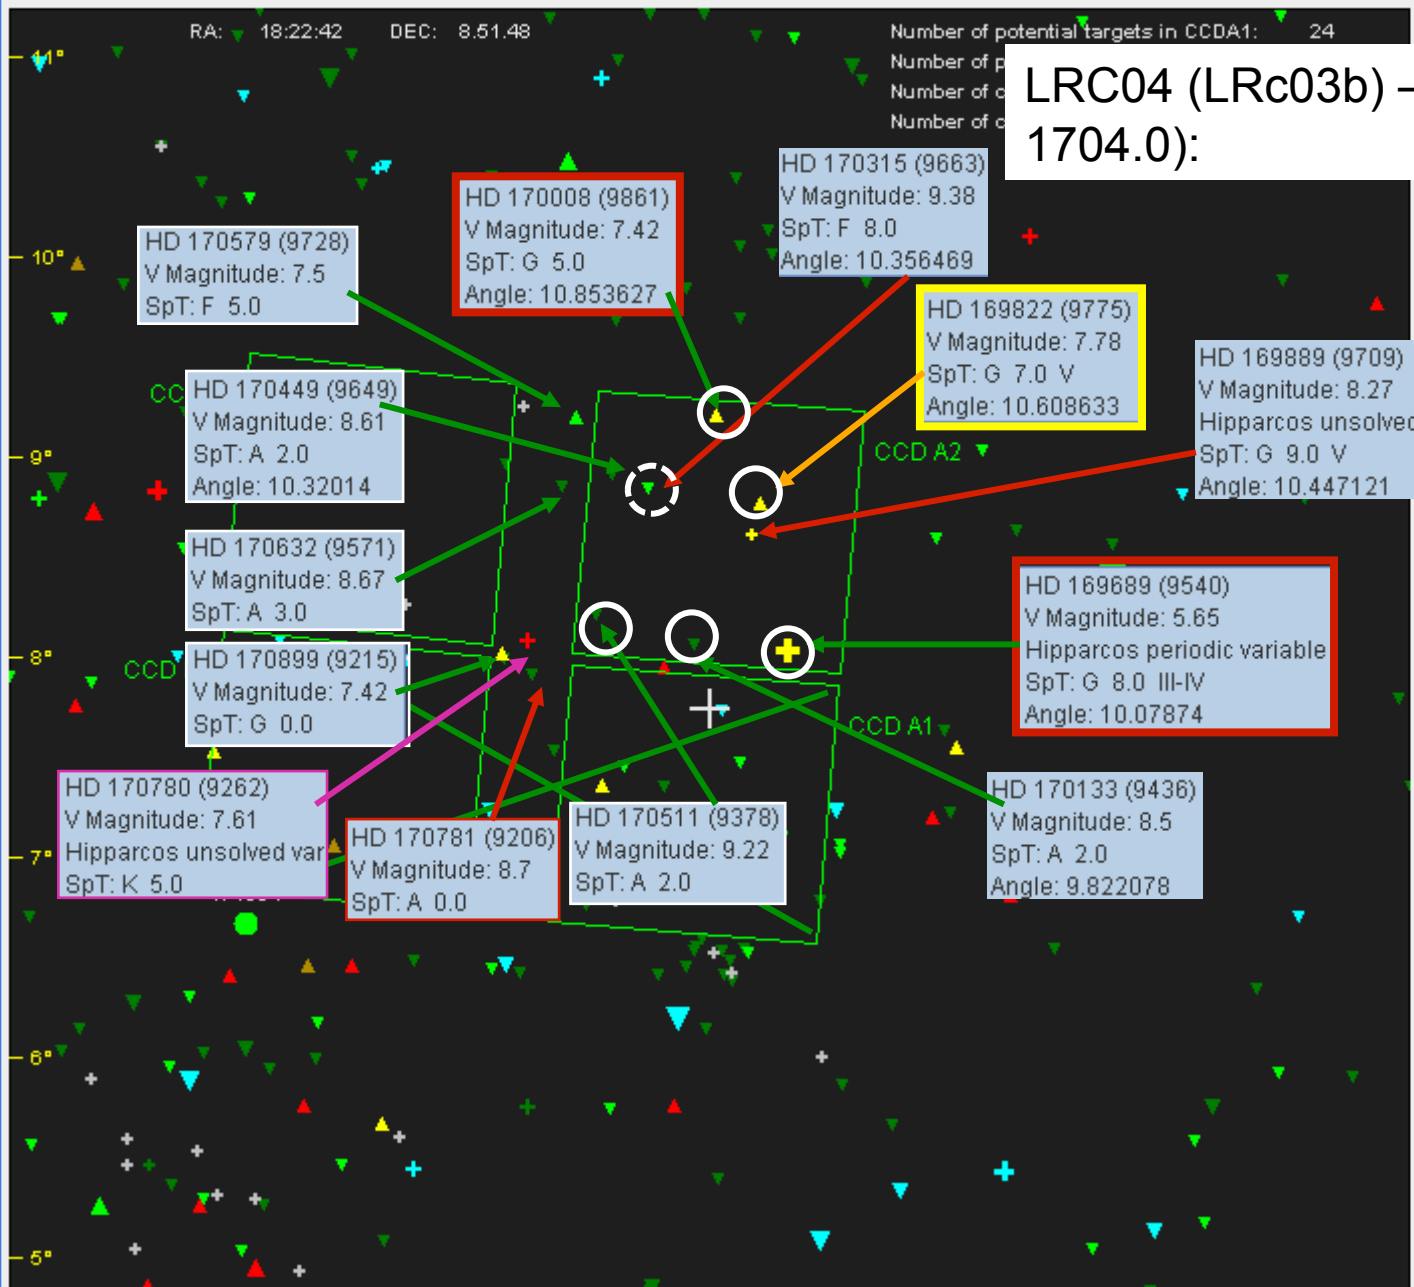 RA: 18:22:42 DEC: 8.51.48
Number of potential targets in CCDA1: 24
Number of p
Number of c
Number of c
LRC04 (LRc03b) –
1704.0):
11°
10°
9°
8°
7°
6°
5°
HD 170315 (9663)
V Magnitude: 9.38
SpT: F 8.0
Angle: 10.356469
HD 170008 (9861)
V Magnitude: 7.42
SpT: G 5.0
Angle: 10.853627
HD 170579 (9728)
V Magnitude: 7.5
SpT: F 5.0
HD 169822 (9775)
V Magnitude: 7.78
SpT: G 7.0 V
Angle: 10.608633
HD 169889 (9709)
V Magnitude: 8.27
Hipparcos unsolved
SpT: G 9.0 V
Angle: 10.447121
CC
HD 170449 (9649)
V Magnitude: 8.61
SpT: A 2.0
Angle: 10.32014
CCD A2
HD 170632 (9571)
V Magnitude: 8.67
SpT: A 3.0
HD 169689 (9540)
V Magnitude: 5.65
Hipparcos periodic variable
SpT: G 8.0 III-IV
Angle: 10.07874
CCD
HD 170899 (9215)
V Magnitude: 7.42
SpT: G 0.0
CCD A1
HD 170780 (9262)
V Magnitude: 7.61
Hipparcos unsolved var
SpT: K 5.0
HD 170781 (9206)
V Magnitude: 8.7
SpT: A 0.0
HD 170511 (9378)
V Magnitude: 9.22
SpT: A 2.0
HD 170133 (9436)
V Magnitude: 8.5
SpT: A 2.0
Angle: 9.822078